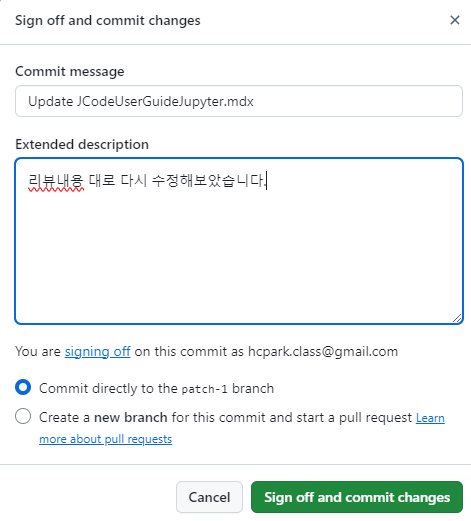 Sign off and commit changes
Commit message
Update JCodeUserGuideJupyter.mdx
Extended description
리뷰내용 대로 다시 수정해보았습니다.
You are signing off on this commit as hcpark.class@gmail.com
Commit directly to the patch-1 branch
Create a new branch for this commit and start a pull request Learn
more about pull requests
Cancel Sign off and commit changes